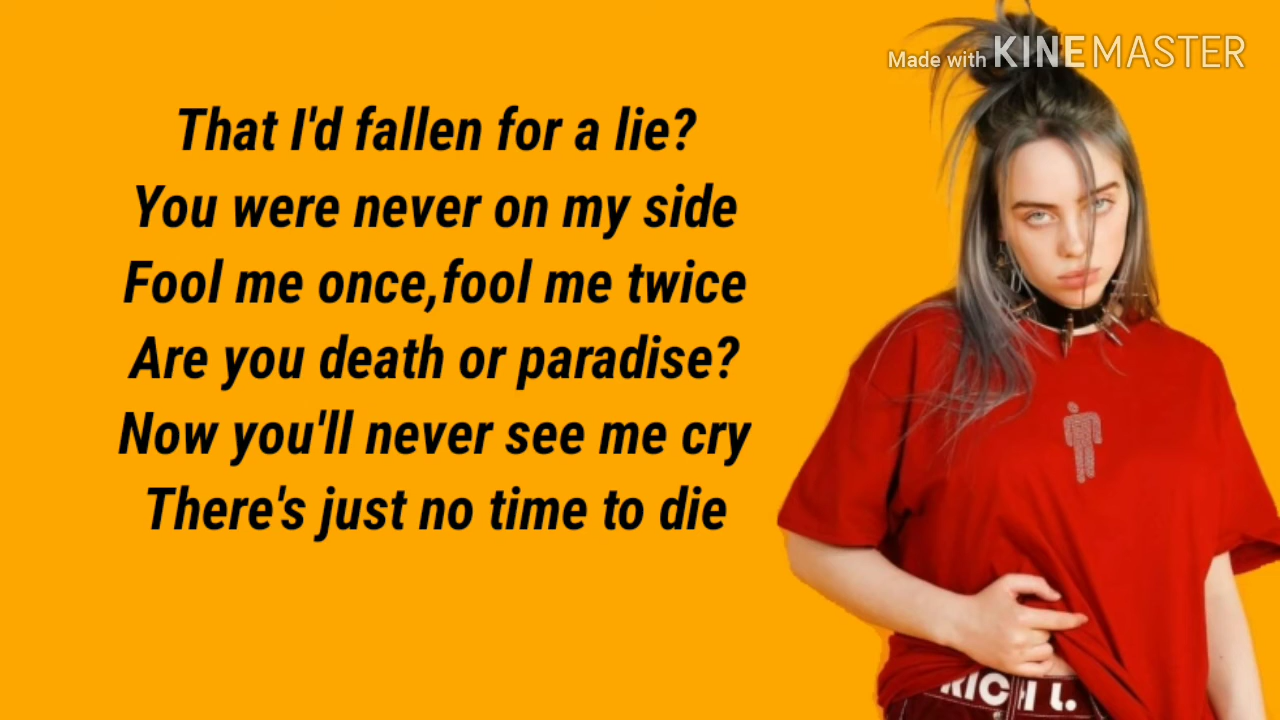 Made with KINEMASTER
That I'd fallen for a lie?
You were never on my side
Fool me once,fool me twice
Are you death or paradise?
Now you'll never see me cry
There's just no time to die
RICH L.